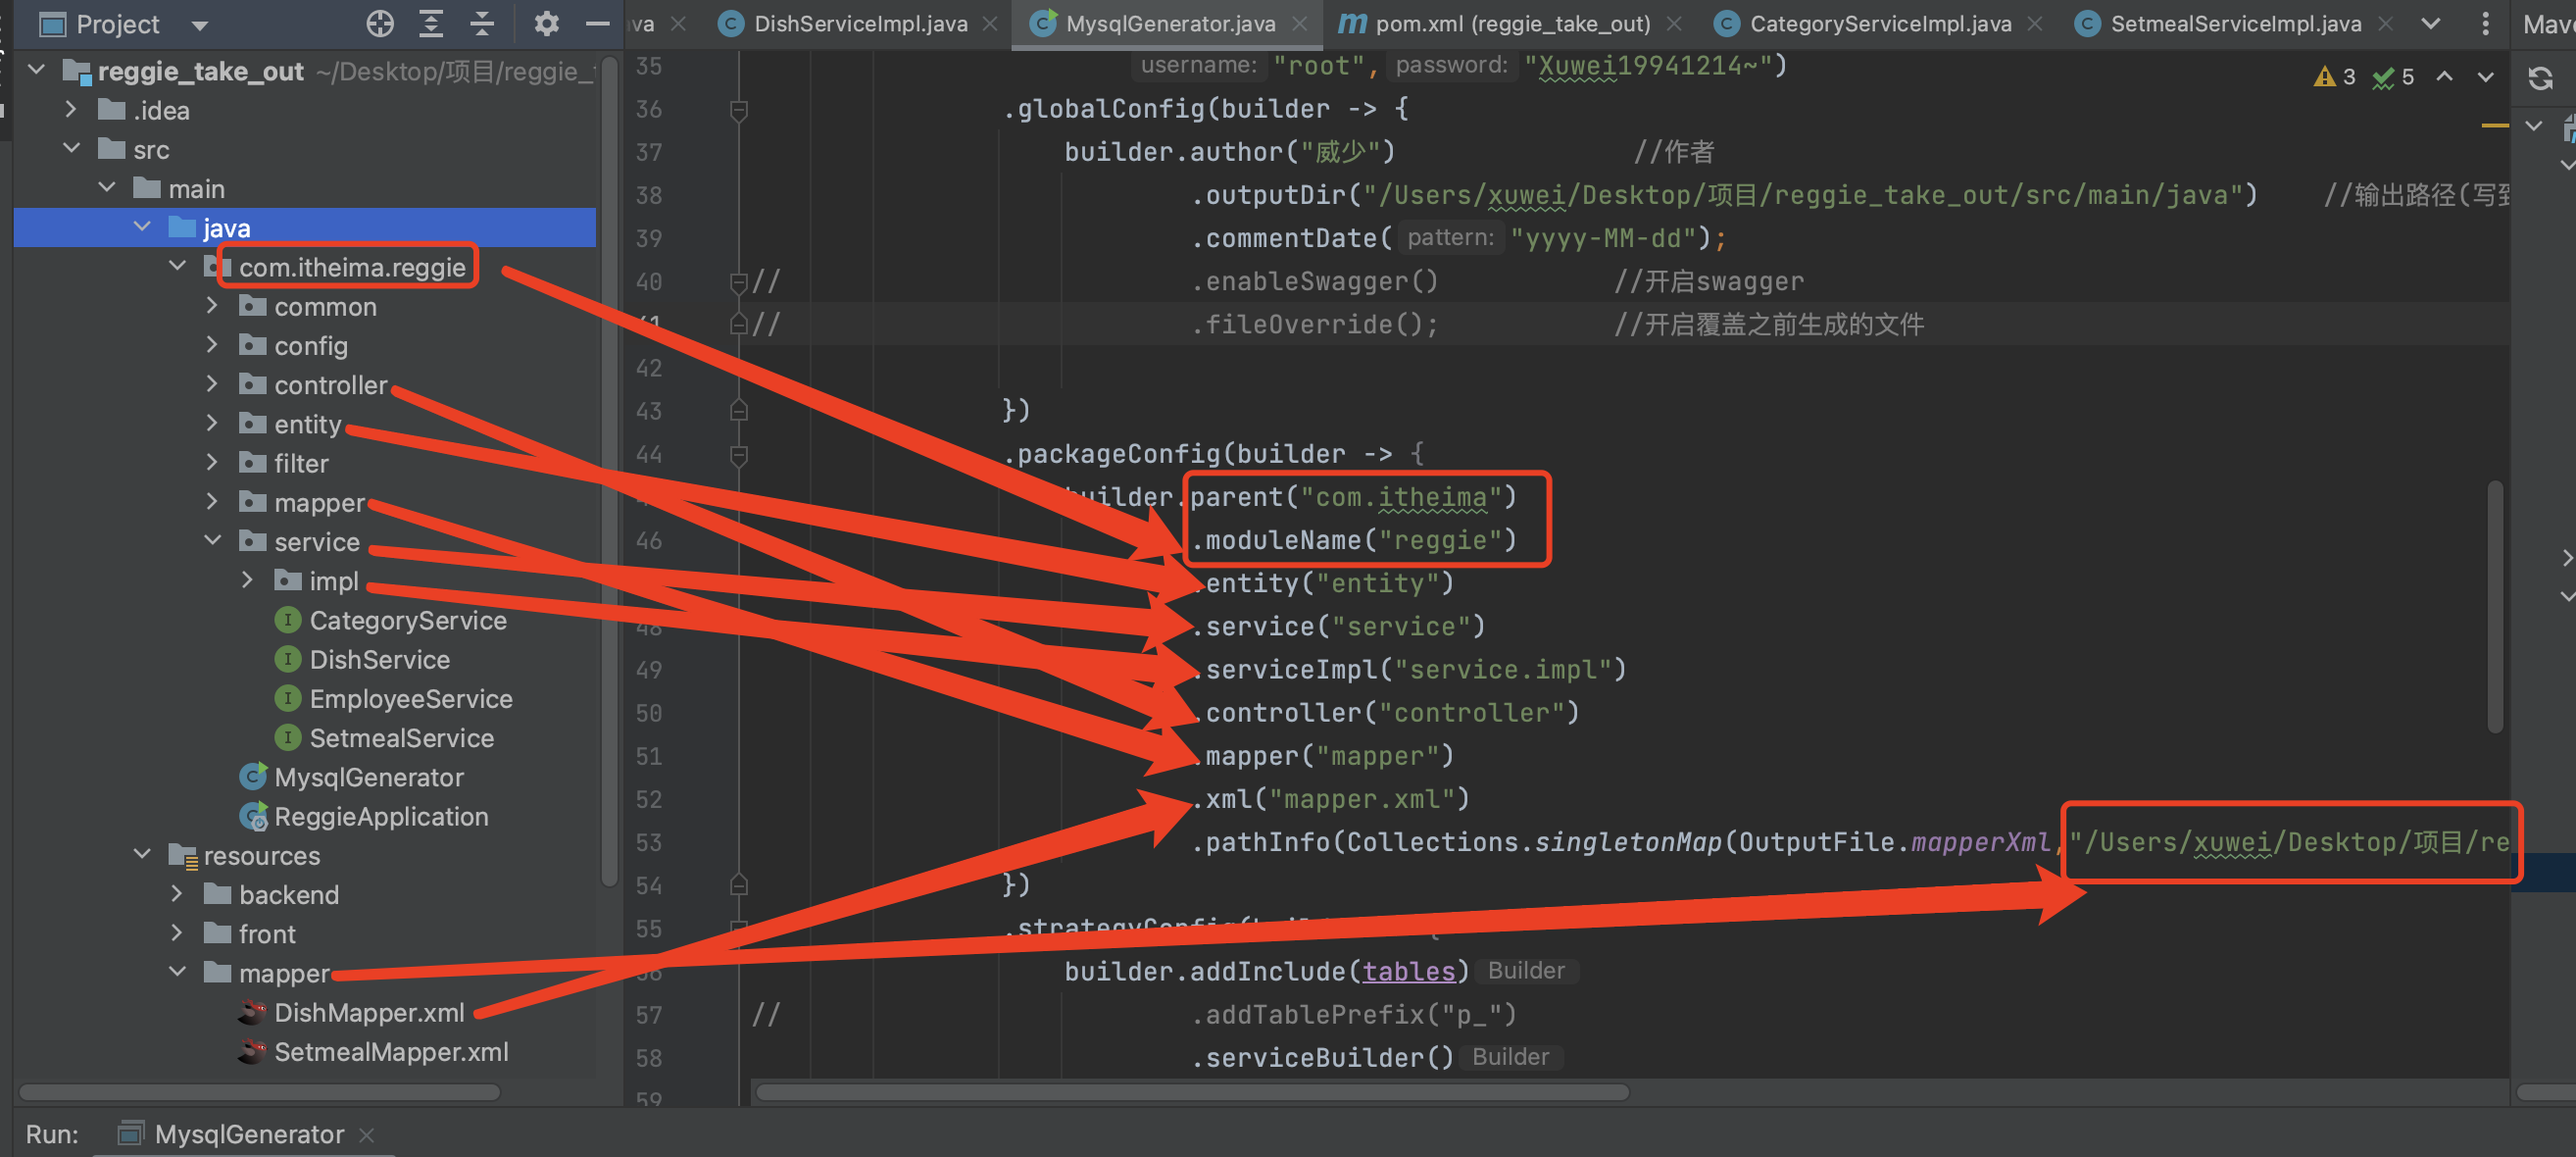 Project
reggie_take_out ~/Desktop/项目/reggie_
.idea
src
main
java
com.itheima.reggie
common
config
controller
entity
filter
mapper
service
impl
CategoryService
DishService
EmployeeService
SetmealService
MysqlGenerator
ReggieApplication
resources
backend
front
mapper
DishMapper.xml
SetmealMapper.xml
DishServiceImpl.java MysqlGenerator.java pom.xml (reggie_take_out) CategoryServiceImpl.java SetmealServiceImpl.java
3 5
35 username: "root", password: "Xuwei19941214~")
36 .globalConfig(builder -> {
37 builder.author("威少") //作者
38 .outputDir("/Users/xuwei/Desktop/项目/reggie_take_out/src/main/java") //输出路径(写到
39 .commentDate( pattern: "yyyy-MM-dd");
40 // .enableSwagger() //开启swagger
// .fileOverride(); //开启覆盖之前生成的文件
42
43 })
44 .packageConfig(builder -> {
builder.parent("com.itheima")
46 .moduleName("reggie")
entity("entity")
48 .service("service")
49 .serviceImpl("service.impl")
50 .controller("controller")
51 .mapper("mapper")
52 .xml("mapper.xml")
53 .pathInfo(Collections.singletonMap(OutputFile.mapperXml,"/Users/xuwei/Desktop/项目/re
54 })
55 .strategyConfig(
builder.addInclude(tables) Builder
57 // .addTablePrefix("p_")
58 .serviceBuilder() Builder
59
Run: MysqlGenerator